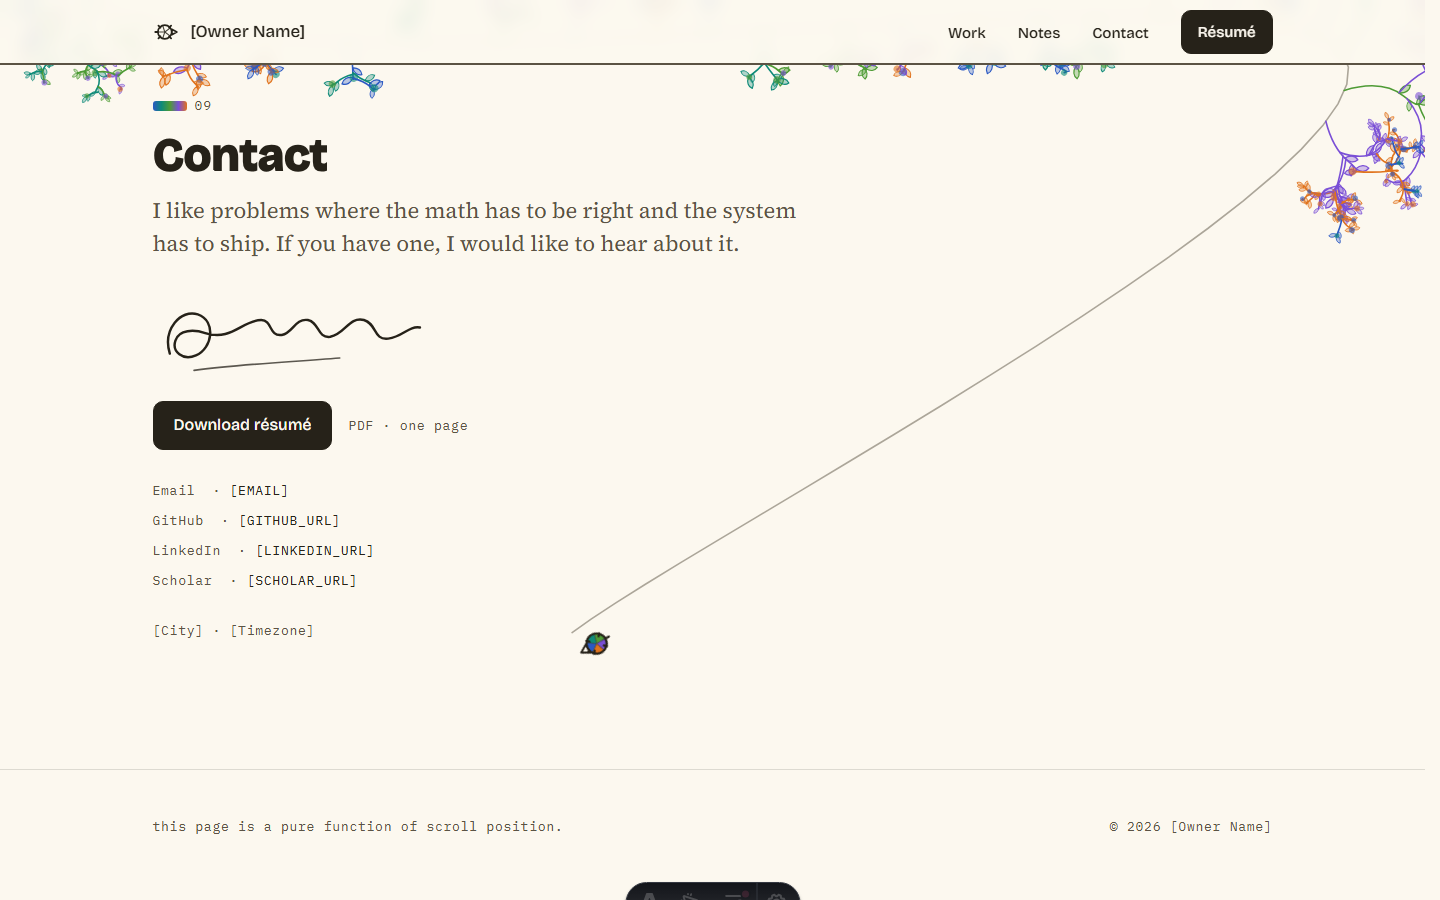 [Owner Name]
Work
Notes
Contact
Résumé
09
Contact
I like problems where the math has to be right and the system
has to ship. If you have one, I would like to hear about it.
Download résumé
PDF · one page
Email · [EMAIL]
GitHub · [GITHUB_URL]
LinkedIn · [LINKEDIN_URL]
Scholar · [SCHOLAR_URL]
[City] · [Timezone]
this page is a pure function of scroll position.
© 2026 [Owner Name]